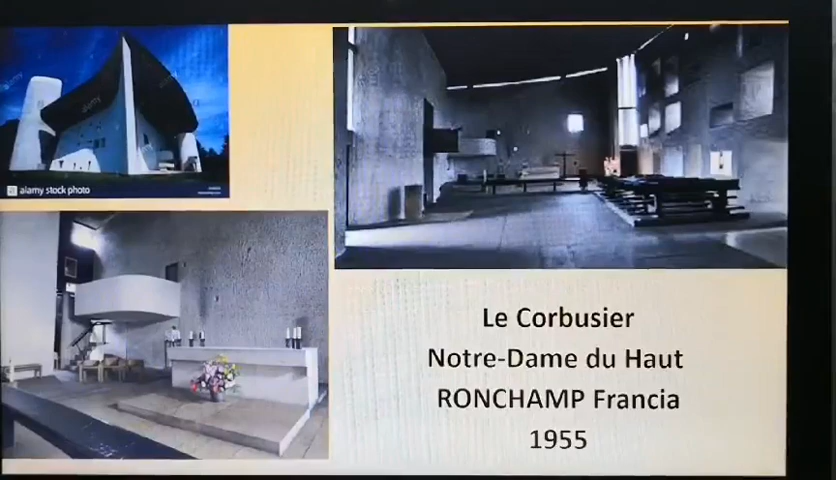 alamy stock photo
Le Corbusier
Notre-Dame du Haut
RONCHAMP Francia
1955